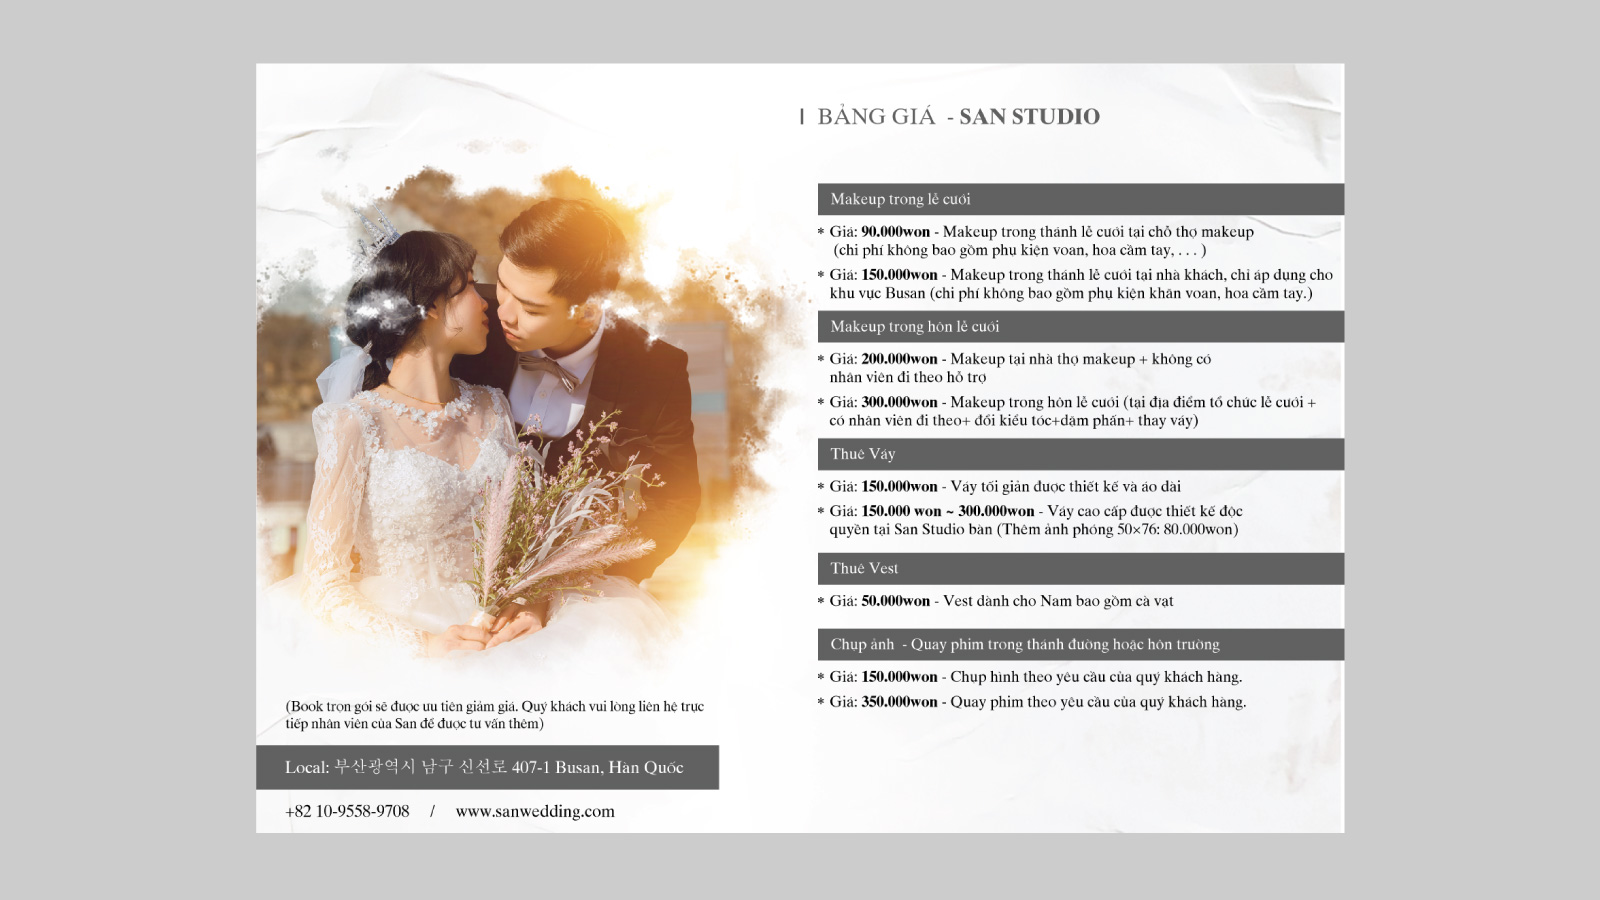 BẢNG GIÁ - SAN STUDIO
Makeup trong lễ cưới
* Giá: 90.000won - Makeup trong thánh lễ cưới tại chỗ thợ makeup
(chi phí không bao gồm phụ kiện voan, hoa cầm tay, . . . )
* Giá: 150.000won - Makeup trong thánh lễ cưới tại nhà khách, chỉ áp dụng cho
khu vực Busan (chi phí không bao gồm phụ kiện khăn voan, hoa cầm tay.)
Makeup trong hôn lễ cưới
* Giá: 200.000won - Makeup tại nhà thợ makeup + không có
nhân viên đi theo hỗ trợ
* Giá: 300.000won - Makeup trong hôn lễ cưới (tại địa điểm tổ chức lễ cưới +
có nhân viên đi theo+ đổi kiểu tóc+dặm phấn+ thay váy)
Thuê Váy
* Giá: 150.000won - Váy tối giản được thiết kế và áo dài
* Giá: 150.000 won ~ 300.000won - Váy cao cấp được thiết kế độc
quyền tại San Studio bàn (Thêm ảnh phóng 50×76: 80.000won)
Thuê Vest
* Giá: 50.000won - Vest dành cho Nam bao gồm cà vạt
Chụp ảnh - Quay phim trong thánh đường hoặc hôn trường
* Giá: 150.000won - Chụp hình theo yêu cầu của quý khách hàng.
* Giá: 350.000won - Quay phim theo yêu cầu của quý khách hàng.
(Book trọn gói sẽ được ưu tiên giảm giá. Quý khách vui lòng liên hệ trực
tiếp nhân viên của San để được tư vấn thêm)
Local: 부산광역시 남구 신선로 407-1 Busan, Hàn Quốc
+82 10-9558-9708 / www.sanwedding.com